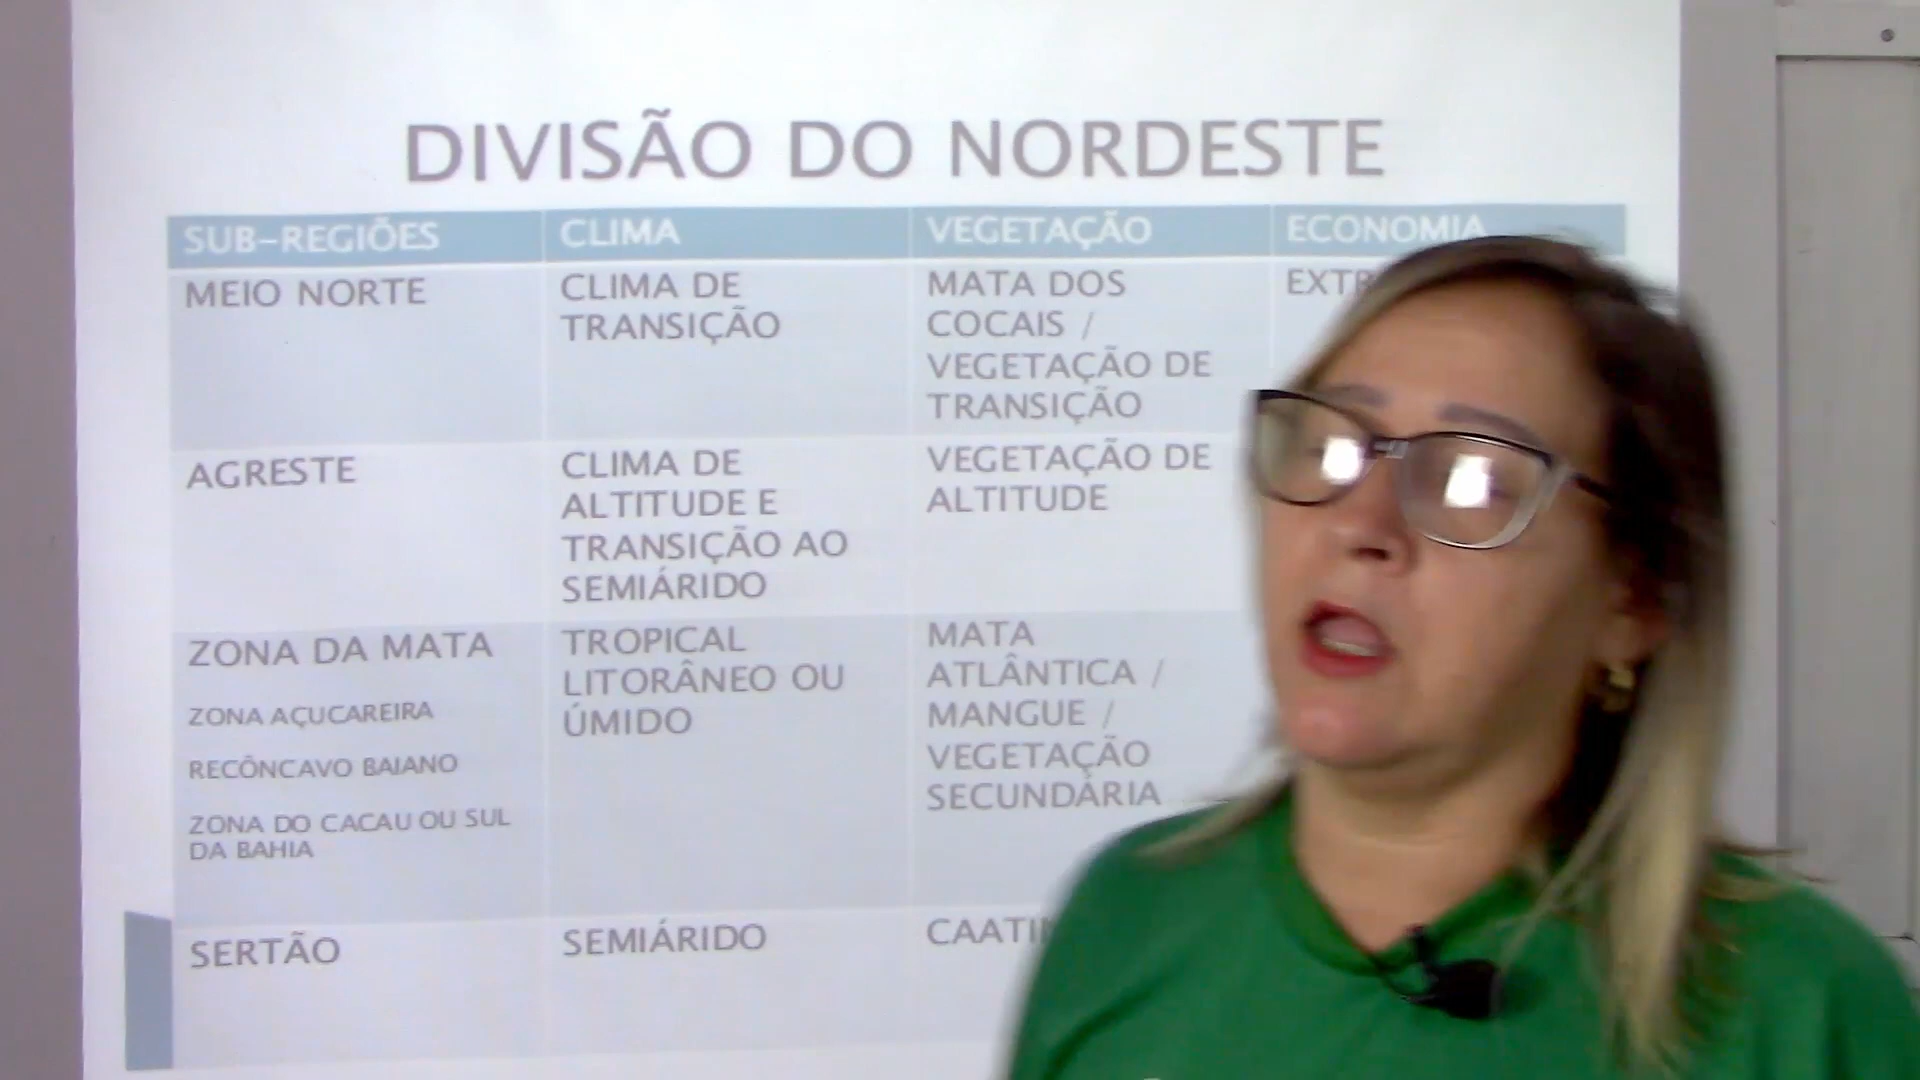 DIVISÃO DO NORDESTE
SUB-REGIÕES
CLIMA
VEGETAÇÃO
ECONOMIA
MEIO NORTE
CLIMA DE
TRANSIÇÃO
MATA DOS
COCAIS /
VEGETAÇÃO DE
TRANSIÇÃO
AGRESTE
CLIMA DE
ALTITUDE E
TRANSIÇÃO AO
SEMIÁRIDO
VEGETAÇÃO DE
ALTITUDE
ZONA DA MATA
ZONA AÇUCAREIRA
RECÔNCAVO BAIANO
ZONA DO CACAU OU SUL
DA BAHIA
TROPICAL
LITORÂNEO OU
ÚMIDO
MATA
ATLÂNTICA /
MANGUE /
VEGETAÇÃO
SECUNDÁRIA
SERTÃO
SEMIÁRIDO